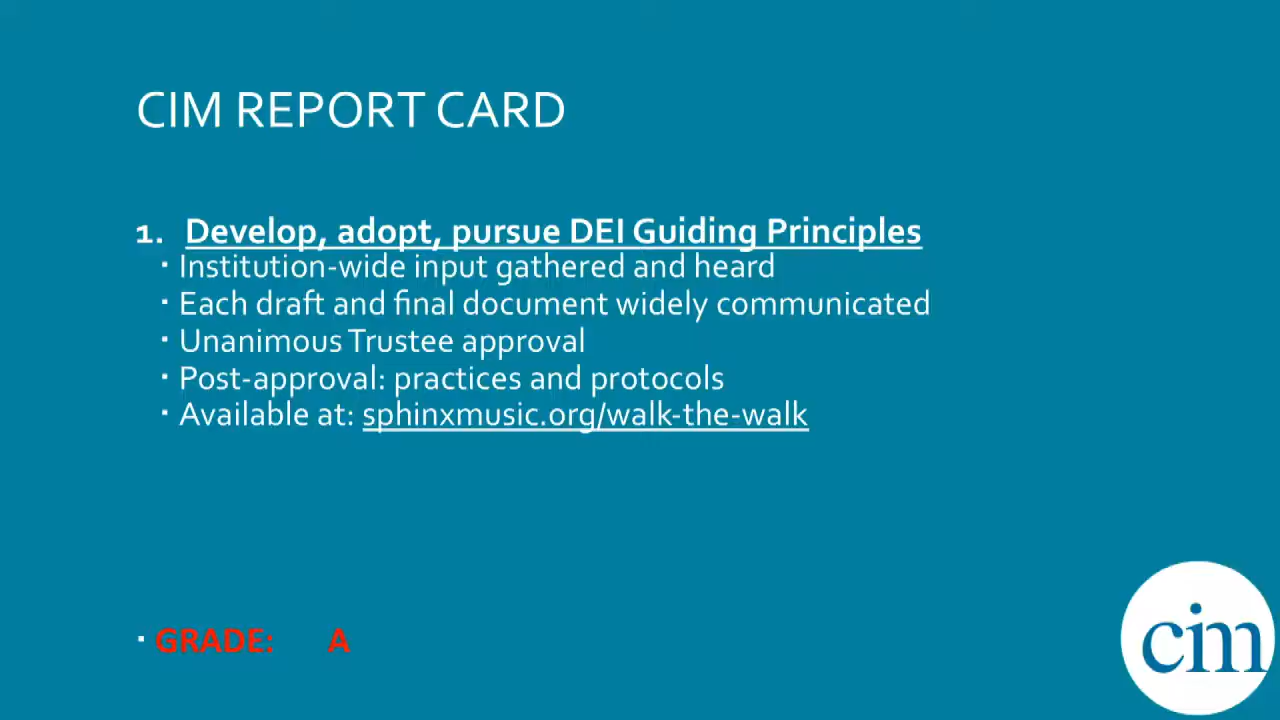 CIM REPORT CARD
1. Develop, adopt, pursue DEI Guiding Principles
▪ Institution-wide input gathered and heard
▪ Each draft and final document widely communicated
▪ Unanimous Trustee approval
▪ Post-approval: practices and protocols
▪ Available at: sphinxmusic.org/walk-the-walk
▪ GRADE: A
cim